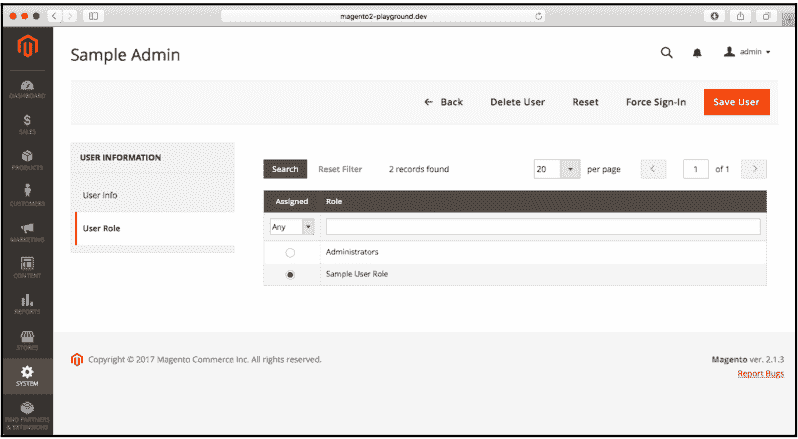 magento2-playground.dev
Sample Admin
admin
Back
Delete User
Reset
Force Sign-In
Save User
DASHBOARD
SALES
PRODUCTS
CUSTOMERS
MARKETING
CONTENT
REPORTS
STORES
SYSTEM
FIND PARTNERS
& EXTENSIONS
USER INFORMATION
User Info
User Role
Search
Reset Filter
2 records found
20
per page
1
of 1
Assigned
Role
Any
Administrators
Sample User Role
Copyright © 2017 Magento Commerce Inc. All rights reserved.
Magento ver. 2.1.3
Report Bugs